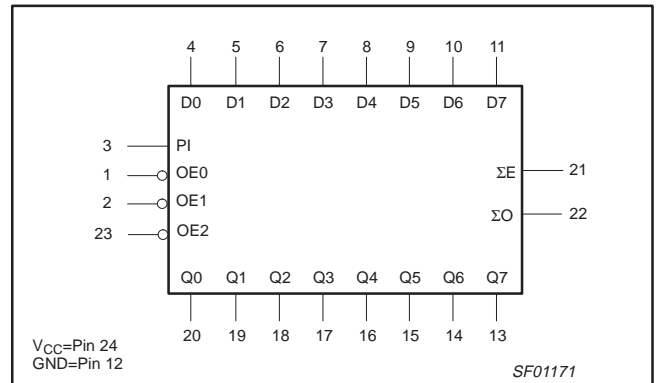 4 5 6 7 8 9 10 11
D0 D1 D2 D3 D4 D5 D6 D7
3 PI
1 OE0
2 OE1
23 OE2
ΣE 21
ΣO 22
Q0 Q1 Q2 Q3 Q4 Q5 Q6 Q7
20 19 18 17 16 15 14 13
VCC=Pin 24
GND=Pin 12
SF01171